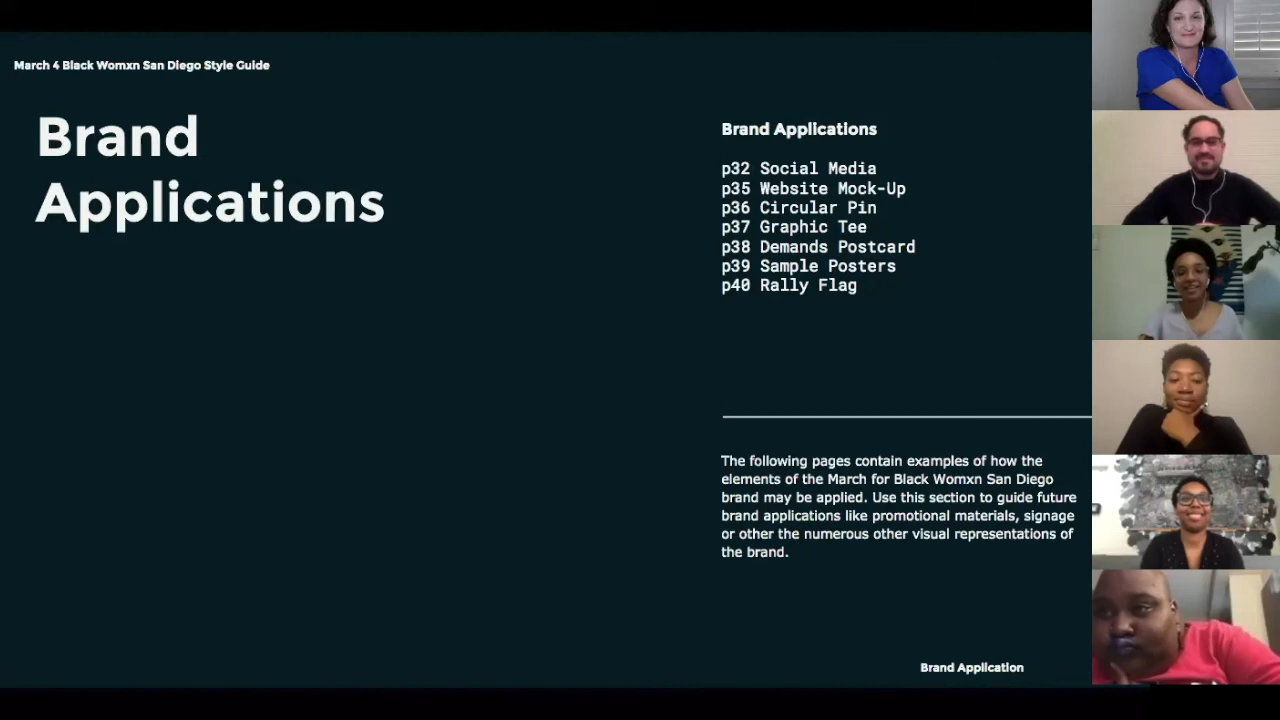 March 4 Black Womxn San Diego Style Guide
Brand
Applications
Brand Applications
p32 Social Media
p35 Website Mock-Up
p36 Circular Pin
p37 Graphic Tee
p38 Demands Postcard
p39 Sample Posters
p40 Rally Flag
The following pages contain examples of how the
elements of the March for Black Womxn San Diego
brand may be applied. Use this section to guide future
brand applications like promotional materials, signage
or other the numerous other visual representations of
the brand.
Brand Application